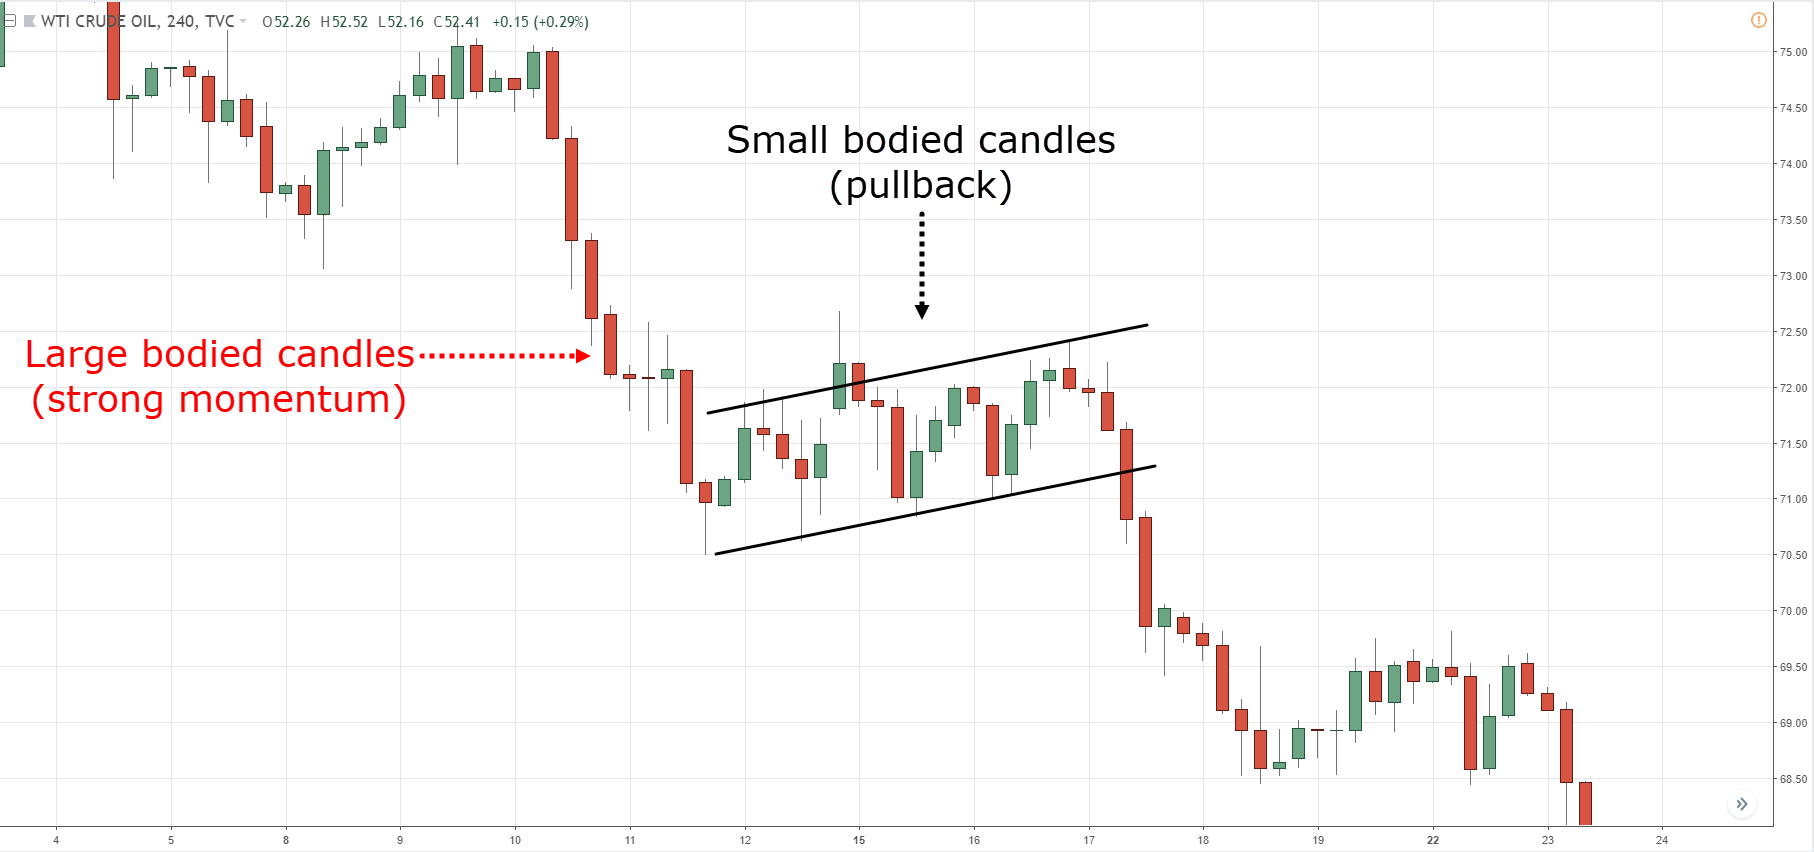 WTI CRUDE OIL, 240, TVC O52.26 H52.52 L52.16 C52.41 +0.15 (+0.29%)
75.00
74.50
Small bodied candles
(pullback)
74.00
73.50
73.00
72.50
Large bodied candles
(strong momentum)
72.00
71.50
71.00
70.50
70.00
69.50
69.00
68.50
4 5 8 9 10 11 12 15 16 17 18 19 22 23 24